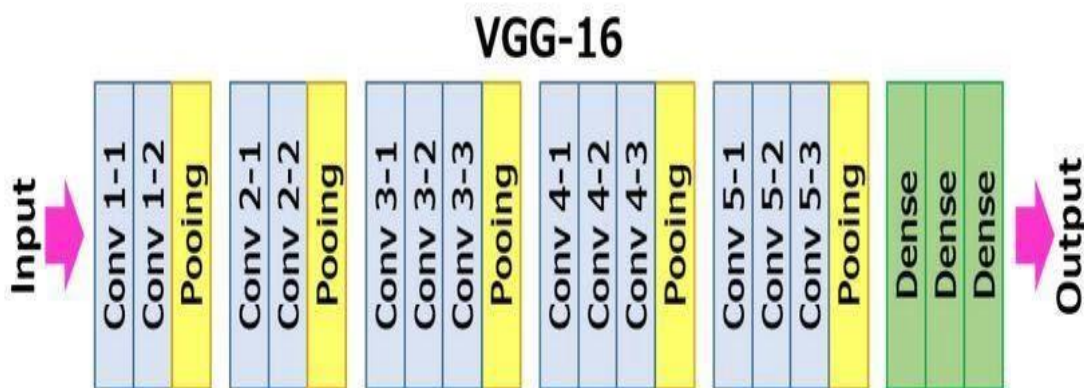 VGG-16
Input
Conv 1-1
Conv 1-2
Pooing
Conv 2-1
Conv 2-2
Pooing
Conv 3-1
Conv 3-2
Conv 3-3
Pooing
Conv 4-1
Conv 4-2
Conv 4-3
Pooing
Conv 5-1
Conv 5-2
Conv 5-3
Pooing
Dense
Dense
Dense
Output